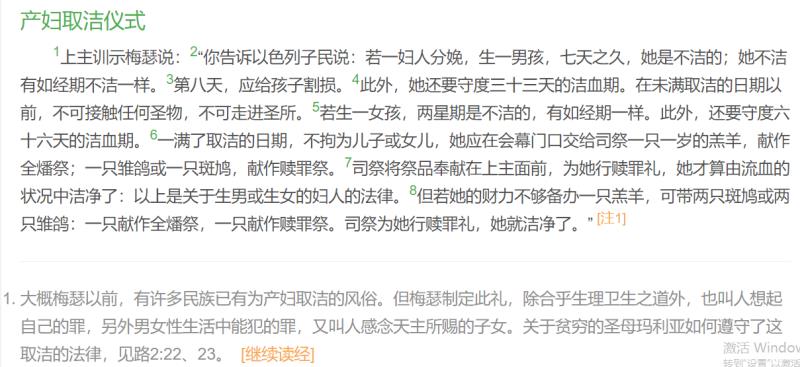 产妇取洁仪式
1上主训示梅瑟说：2“你告诉以色列子民说：若一妇人分娩，生一男孩，七天之久，她是不洁的；她不洁
有如经期不洁一样。3第八天，应给孩子割损。4此外，她还要守度三十三天的洁血期。在未满取洁的日期以
前，不可接触任何圣物，不可走进圣所。5若生一女孩，两星期是不洁的，有如经期一样。此外，还要守度六
十六天的洁血期。6一满了取洁的日期，不拘为儿子或女儿，她应在会幕门口交给司祭一只一岁的羔羊，献作
全燔祭；一只雏鸽或一只斑鸠，献作赎罪祭。7司祭将祭品奉献在上主面前，为她行赎罪礼，她才算由流血的
状况中洁净了：以上是关于生男或生女的妇人的法律。8但若她的财力不够备办一只羔羊，可带两只斑鸠或两
只雏鸽：一只献作全燔祭，一只献作赎罪祭。司祭为她行赎罪礼，她就洁净了。” [注1]
1. 大概梅瑟以前，有许多民族已有为产妇取洁的风俗。但梅瑟制定此礼，除合乎生理卫生之道外，也叫人想起
自己的罪，另外男女性生活中能犯的罪，又叫人感念天主所赐的子女。关于贫穷的圣母玛利亚如何遵守了这
取洁的法律，见路2:22、23。 [继续读经]
激活 Window
转到"设置"以激活